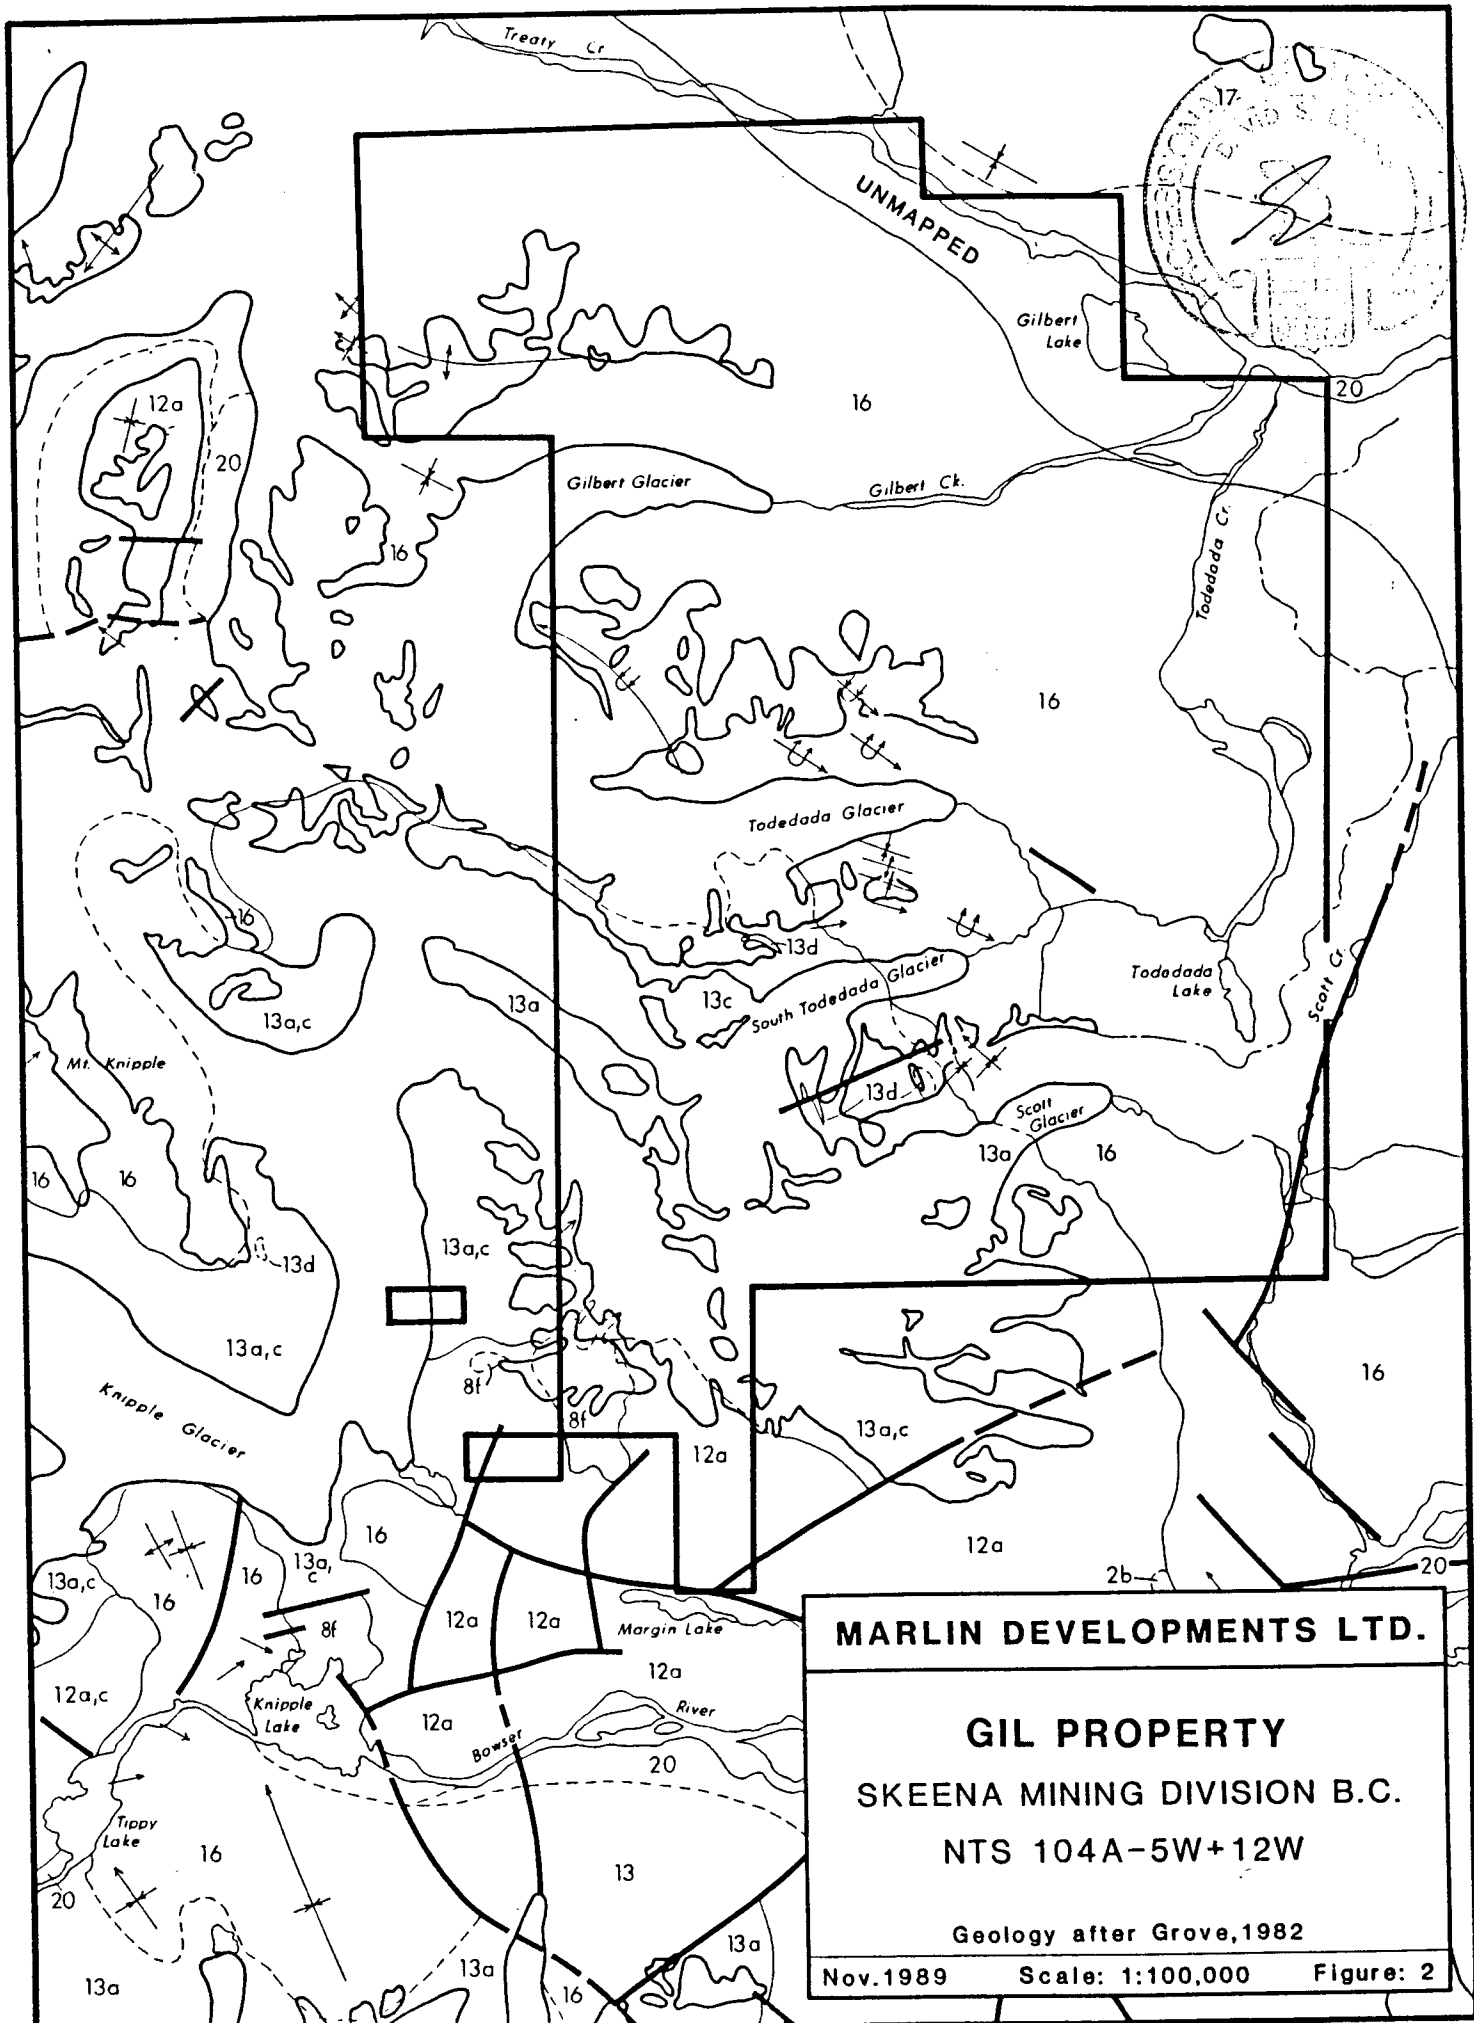 Treaty Cr
17
UNMAPPED
Gilbert
Lake
20
12a
16
20
Gilbert Glacier
Gilbert Ck.
16
Todedada Cr.
16
Todedada Glacier
16
13d
South Todedada Glacier
Todedada
Lake
Scott Cr.
13a
13c
13a,c
Mt. Knipple
13d
Scott
Glacier
13a
16
16
16
13a,c
13d
13a,c
8f
8f
16
Knipple Glacier
13a,c
12a
16
12a
13a,c
13a,
c
16
16
2b
20
8f
12a
12a
Margin Lake
12a
12a,c
Knipple
Lake
12a
Bowser
River
20
Tippy
Lake
16
13
20
13a
13a
16
13a
MARLIN DEVELOPMENTS LTD.
GIL PROPERTY
SKEENA MINING DIVISION B.C.
NTS 104A-5W+12W
Geology after Grove,1982
Nov.1989 Scale: 1:100,000 Figure: 2